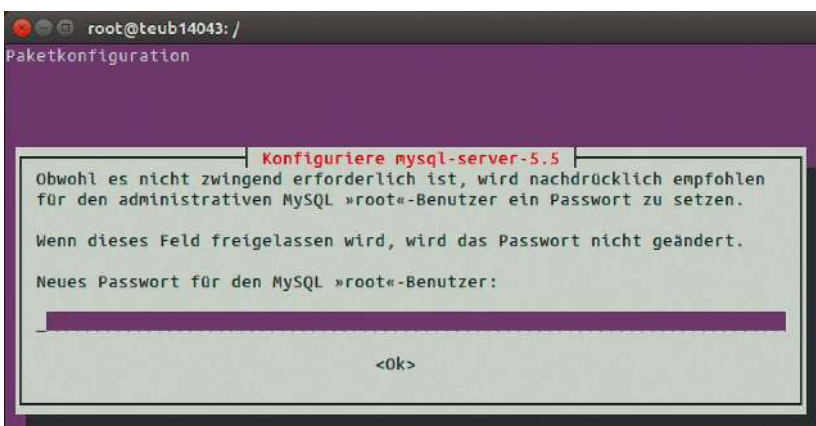 root@teub14043: /
Paketkonfiguration
Konfiguriere mysql-server-5.5
Obwohl es nicht zwingend erforderlich ist, wird nachdrücklich empfohlen
für den administrativen MySQL »root«-Benutzer ein Passwort zu setzen.
Wenn dieses Feld freigelassen wird, wird das Passwort nicht geändert.
Neues Passwort für den MySQL »root«-Benutzer:
<Ok>